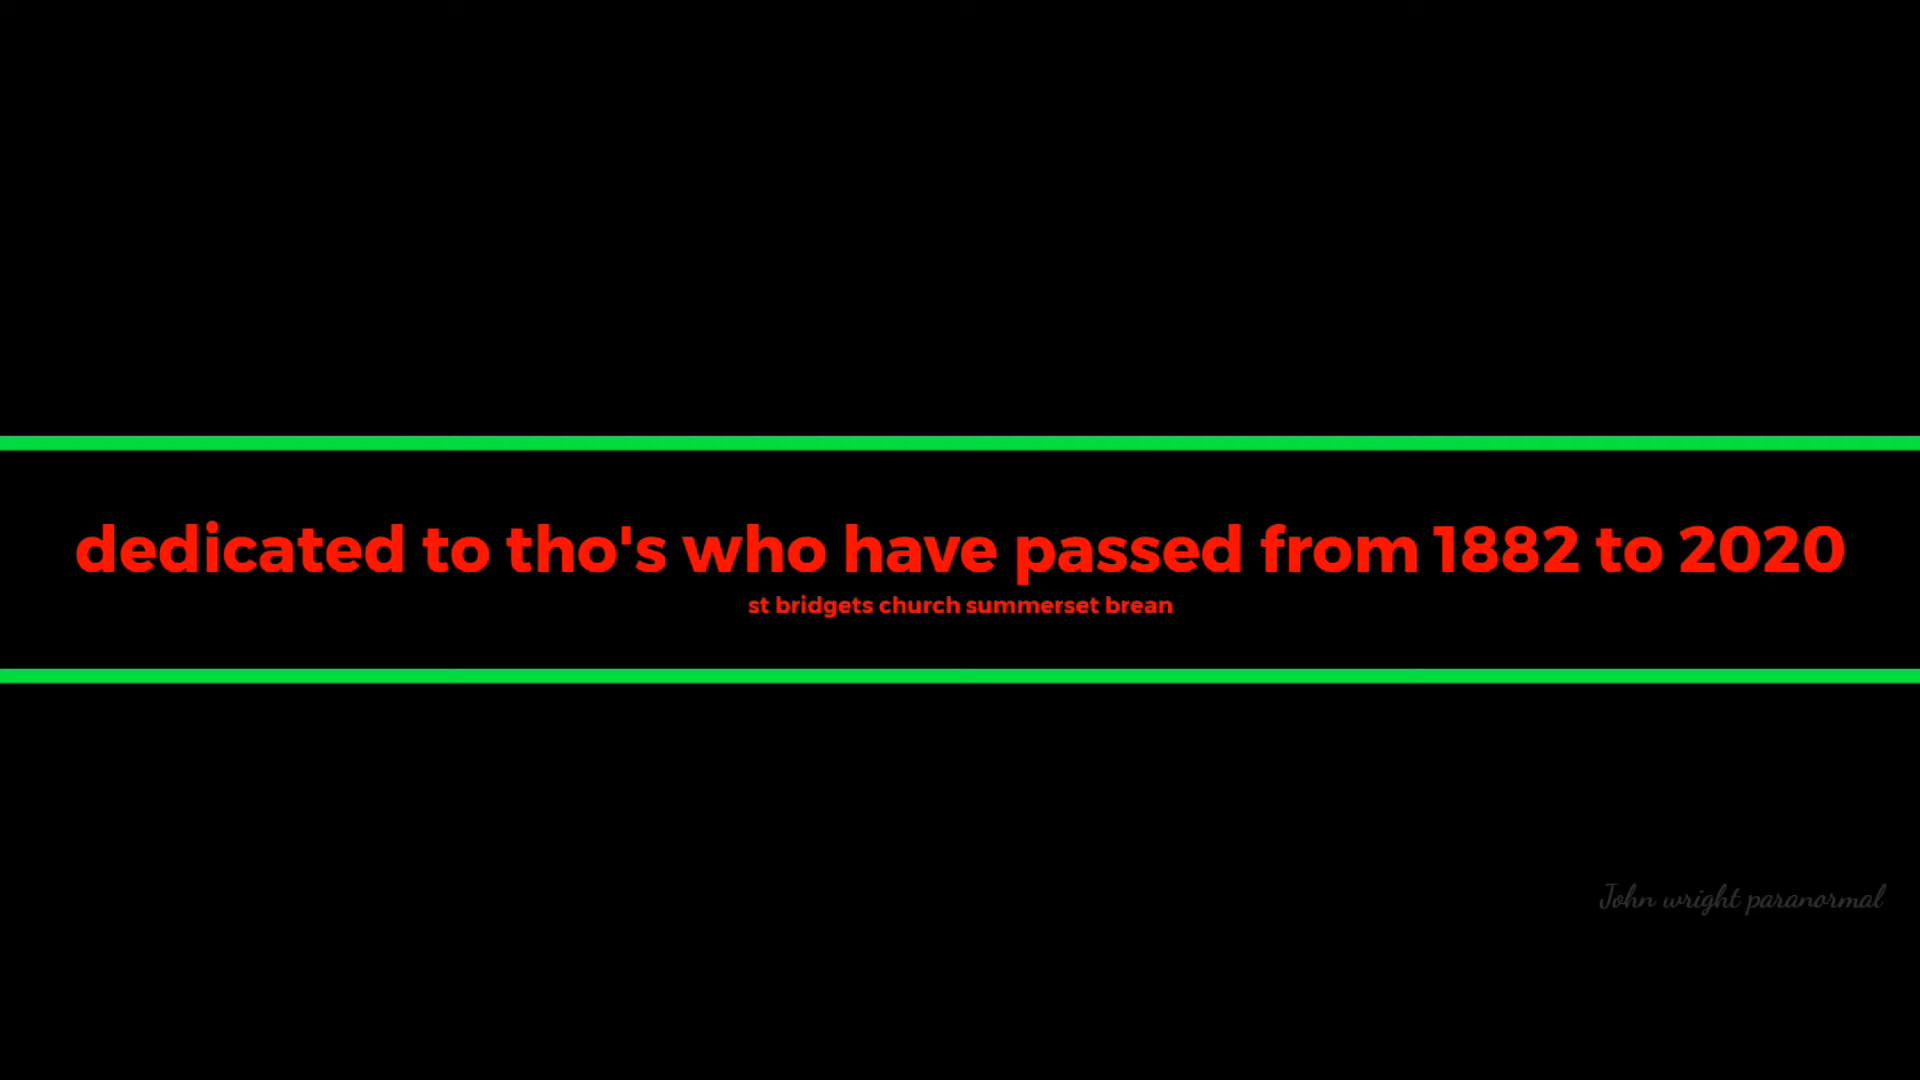 dedicated to tho's who have passed from 1882 to 2020
st bridgets church summerset brean
John wright paranormal